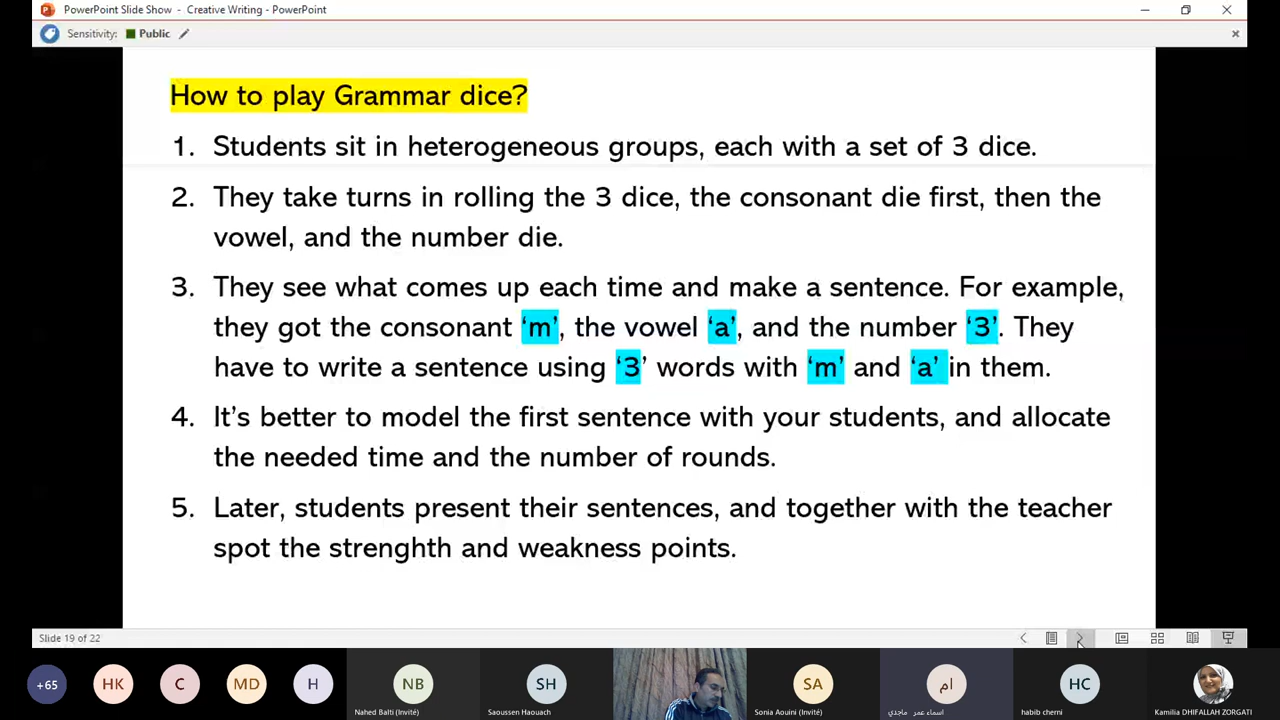 PowerPoint Slide Show - Creative Writing - PowerPoint
Sensitivity: Public
How to play Grammar dice?
1. Students sit in heterogeneous groups, each with a set of 3 dice.
2. They take turns in rolling the 3 dice, the consonant die first, then the
vowel, and the number die.
3. They see what comes up each time and make a sentence. For example,
they got the consonant ‘m’, the vowel ‘a’, and the number ‘3’. They
have to write a sentence using ‘3’ words with ‘m’ and ‘a’ in them.
4. It’s better to model the first sentence with your students, and allocate
the needed time and the number of rounds.
5. Later, students present their sentences, and together with the teacher
spot the strenghth and weakness points.
Slide 19 of 22
+65 HK C MD H NB SH SA ام HC
Nahed Balti (Invité) Saoussen Haouach Sonia Aouini (Invité) اسماء عمر ماجدي habib cherni Kamilia DHIFALLAH ZORGATI